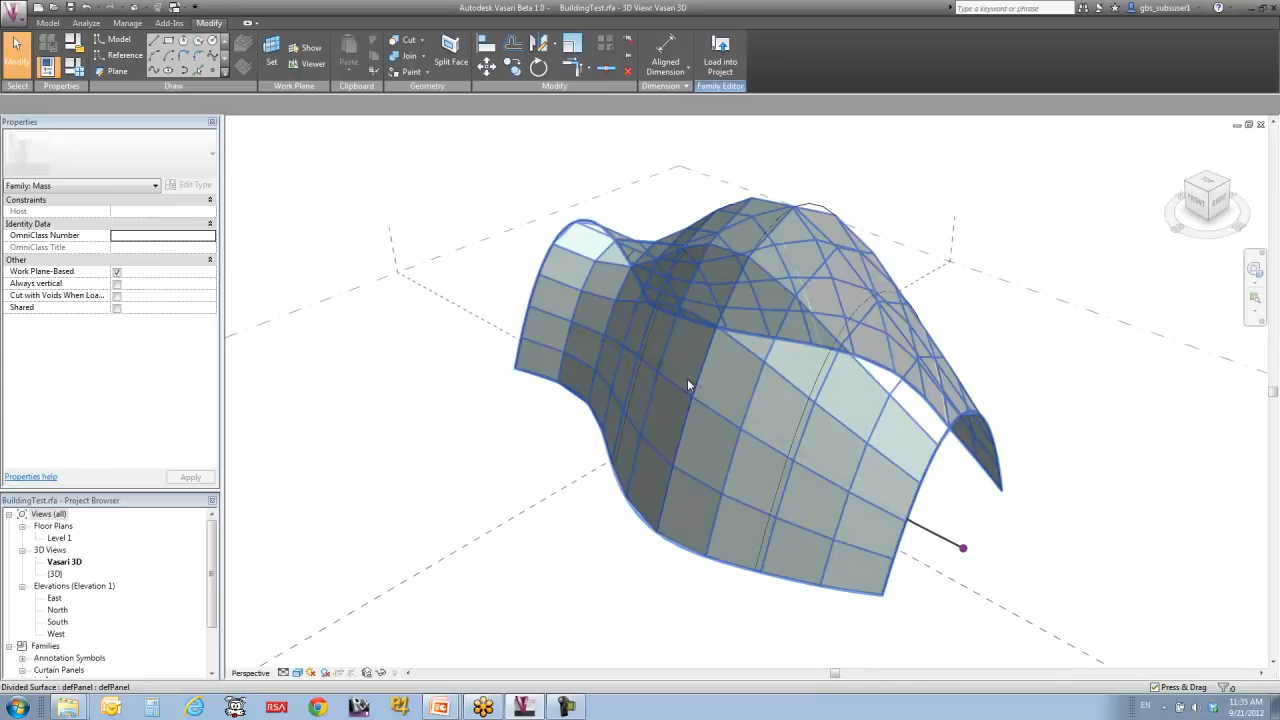 Autodesk Vasari Beta 1.0 - BuildingTest.rfa - 3D View: Vasari 3D
Type a keyword or phrase
gbs_subsuser1
Model Analyze Manage Add-Ins Modify
Modify
Model
Reference
Plane
Set
Show
Viewer
Paste
Cut
Join
Paint
Split Face
Aligned
Dimension
Load into
Project
Select Properties Draw Work Plane Clipboard Geometry Modify Dimension Family Editor
Properties
Family: Mass
Edit Type
Constraints
Host
Identity Data
OmniClass Number
OmniClass Title
Other
Work Plane-Based
Always vertical
Cut with Voids When Loa...
Shared
Properties help
Apply
BuildingTest.rfa - Project Browser
Views (all)
Floor Plans
Level 1
3D Views
Vasari 3D
{3D}
Elevations (Elevation 1)
East
North
South
West
Families
Annotation Symbols
Curtain Panels
TOP
FRONT
RIGHT
Perspective
Divided Surface : defPanel : defPanel
Press & Drag
:0
RSA
EN
11:35 AM
9/21/2012